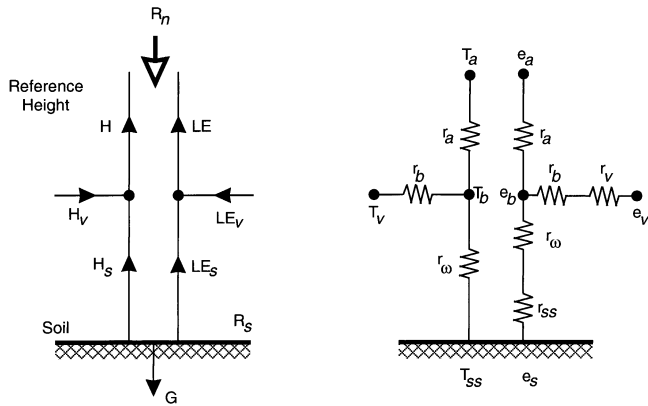 Rn
Reference
Height
H
LE
Hv
LEv
Hs
LEs
Soil
Rs
G
Ta
ea
ra
ra
rb
rb
rv
Tv
Tb
eb
ev
rω
rω
rss
Tss
es